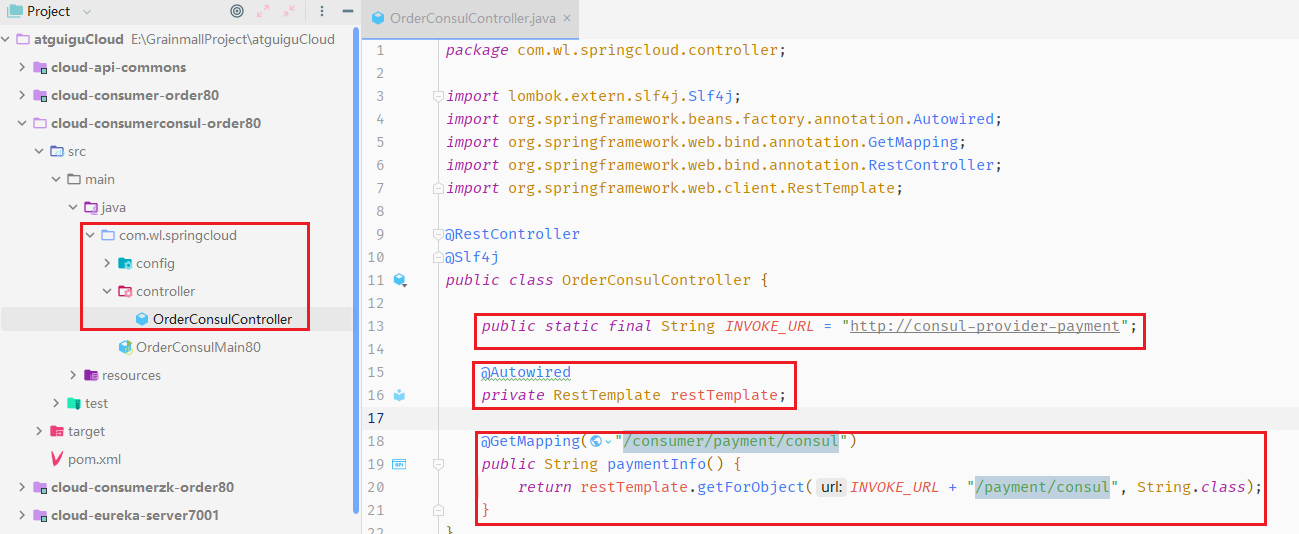 Project
atguiguCloud E:\GrainmallProject\atguiguCloud
cloud-api-commons
cloud-consumer-order80
cloud-consumerconsul-order80
src
main
java
com.wl.springcloud
config
controller
OrderConsulController
OrderConsulMain80
resources
test
target
pom.xml
cloud-consumerzk-order80
cloud-eureka-server7001
OrderConsulController.java ×
1 package com.wl.springcloud.controller;
2
3 import lombok.extern.slf4j.Slf4j;
4 import org.springframework.beans.factory.annotation.Autowired;
5 import org.springframework.web.bind.annotation.GetMapping;
6 import org.springframework.web.bind.annotation.RestController;
7 import org.springframework.web.client.RestTemplate;
8
9 @RestController
10 @Slf4j
11 public class OrderConsulController {
12
13 public static final String INVOKE_URL = "http://consul-provider-payment";
14
15 @Autowired
16 private RestTemplate restTemplate;
17
18 @GetMapping("/consumer/payment/consul")
19 public String paymentInfo() {
20 return restTemplate.getForObject( url: INVOKE_URL + "/payment/consul", String.class);
21 }
22 }